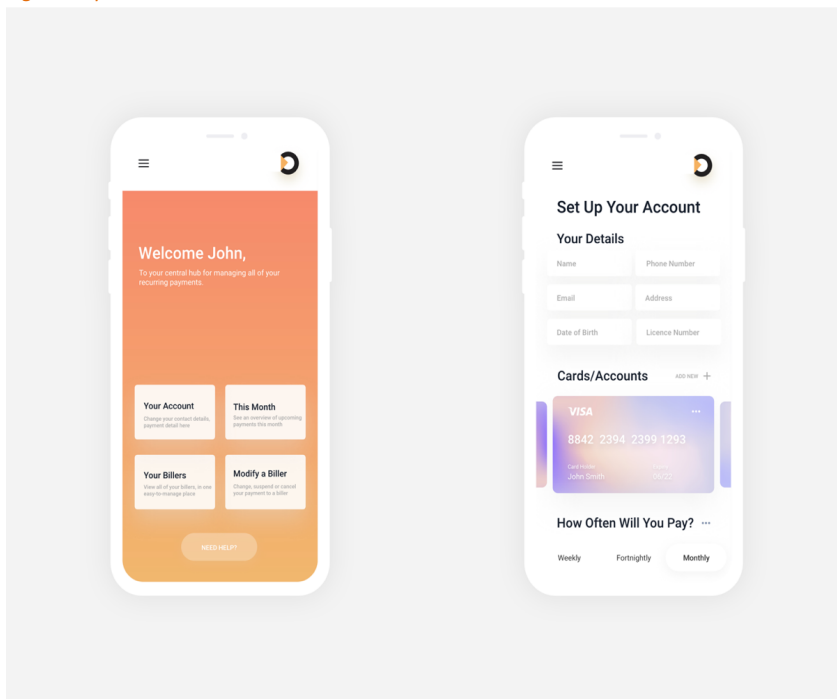 Welcome John,
To your central hub for managing all of your
recurring payments.
Your Account
Change your contact details,
payment detail here
This Month
See an overview of upcoming
payments this month
Your Billers
View all of your billers, in one
easy-to-manage place
Modify a Biller
Change, suspend or cancel
your payment to a biller
NEED HELP?
Set Up Your Account
Your Details
Name
Phone Number
Email
Address
Date of Birth
Licence Number
Cards/Accounts
ADD NEW +
VISA
8842 2394 2399 1293
Card Holder
John Smith
05/22
How Often Will You Pay?
Weekly
Fortnightly
Monthly